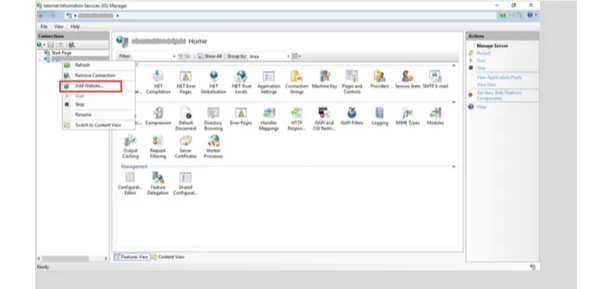 Internet Information Services (IIS) Manager
File View Help
Connections
Start Page
Refresh
Remove Connection
Add Website...
Start
Stop
Rename
Switch to Content View
Home
Filter: Go Show All Group by: Area
.NET Compilation
.NET Error Pages
.NET Globalization
.NET Trust Levels
Application Settings
Connection Strings
Machine Key
Pages and Controls
Providers
Session State
SMTP E-mail
Compression
Default Document
Directory Browsing
Error Pages
Handler Mappings
HTTP Respon...
ISAPI and CGI Restri...
ISAPI Filters
Logging
MIME Types
Modules
Output Caching
Request Filtering
Server Certificates
Worker Processes
Management
Configurat... Editor
Feature Delegation
Shared Configurat...
Features View Content View
Ready
Actions
Manage Server
Restart
Start
Stop
View Application Pools
View Sites
Get New Web Platform
Components
Help